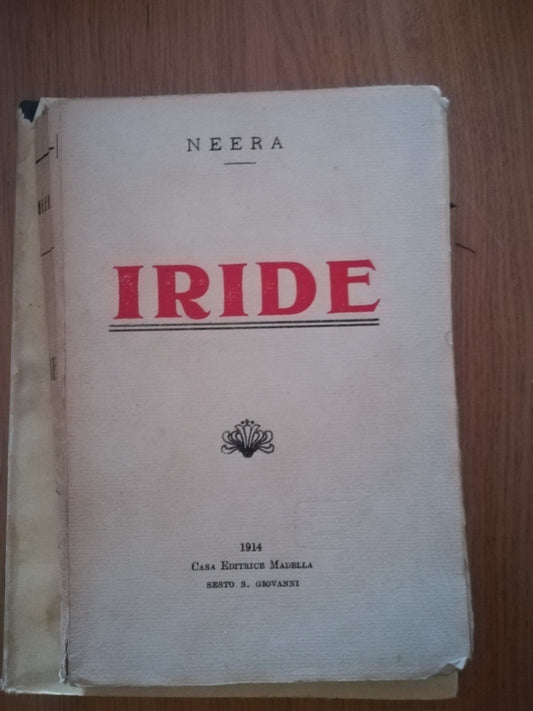 NEERA
IRIDE
1914
CASA EDITRICE MADELLA
SESTO S. GIOVANNI